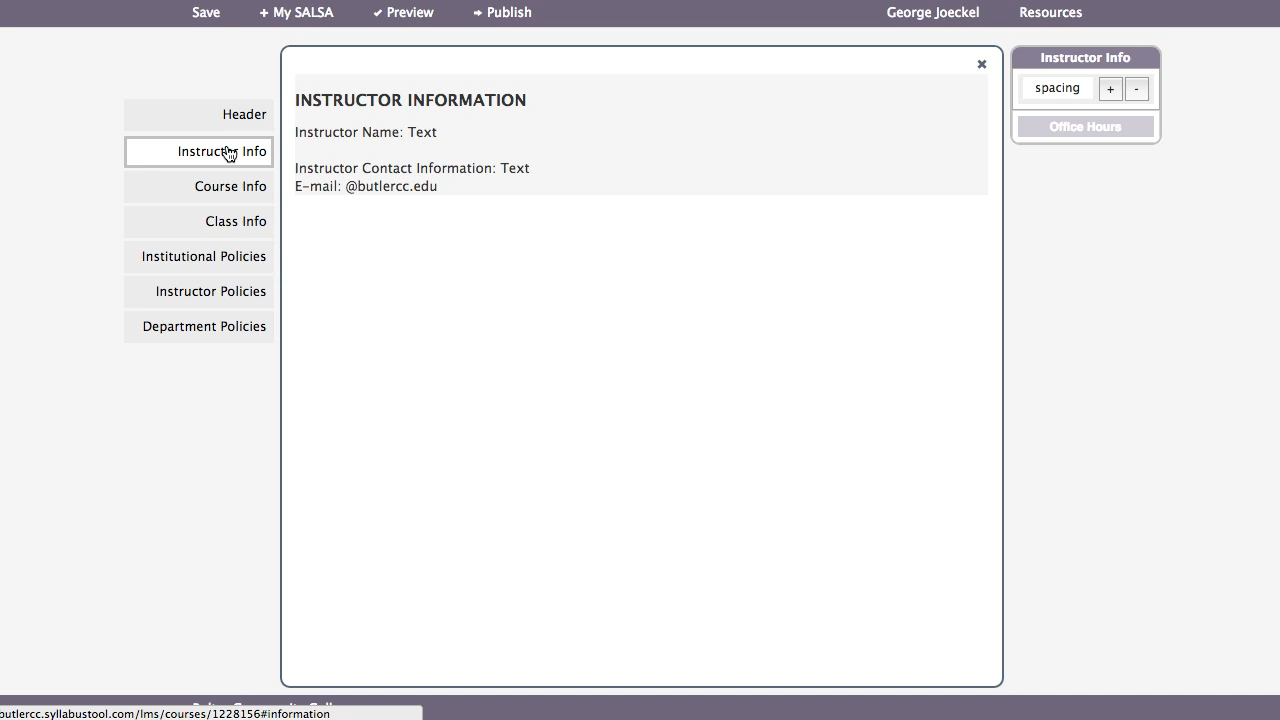 Save + My SALSA Preview Publish George Joeckel Resources
Header
Instructor Info
Course Info
Class Info
Institutional Policies
Instructor Policies
Department Policies
INSTRUCTOR INFORMATION
Instructor Name: Text
Instructor Contact Information: Text
E-mail: @butlercc.edu
Instructor Info
spacing + -
Office Hours
butlercc.syllabustool.com/lms/courses/1228156#information